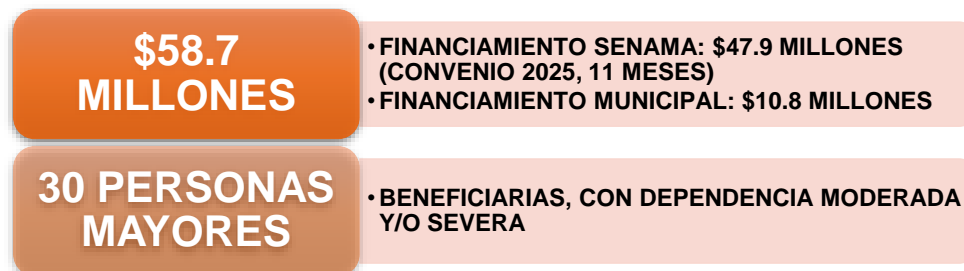 $58.7
MILLONES
•FINANCIAMIENTO SENAMA: $47.9 MILLONES
(CONVENIO 2025, 11 MESES)
•FINANCIAMIENTO MUNICIPAL: $10.8 MILLONES
30 PERSONAS
MAYORES
•BENEFICIARIAS, CON DEPENDENCIA MODERADA
Y/O SEVERA